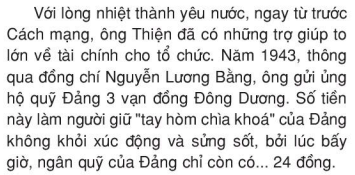 Với lòng nhiệt thành yêu nước, ngay từ trước
Cách mạng, ông Thiện đã có những trợ giúp to
lớn về tài chính cho tổ chức. Năm 1943, thông
qua đồng chí Nguyễn Lương Bằng, ông gửi ủng
hộ quỹ Đảng 3 vạn đồng Đông Dương. Số tiền
này làm người giữ "tay hòm chìa khoá" của Đảng
không khỏi xúc động và sửng sốt, bởi lúc bấy
giờ, ngân quỹ của Đảng chỉ còn có... 24 đồng.